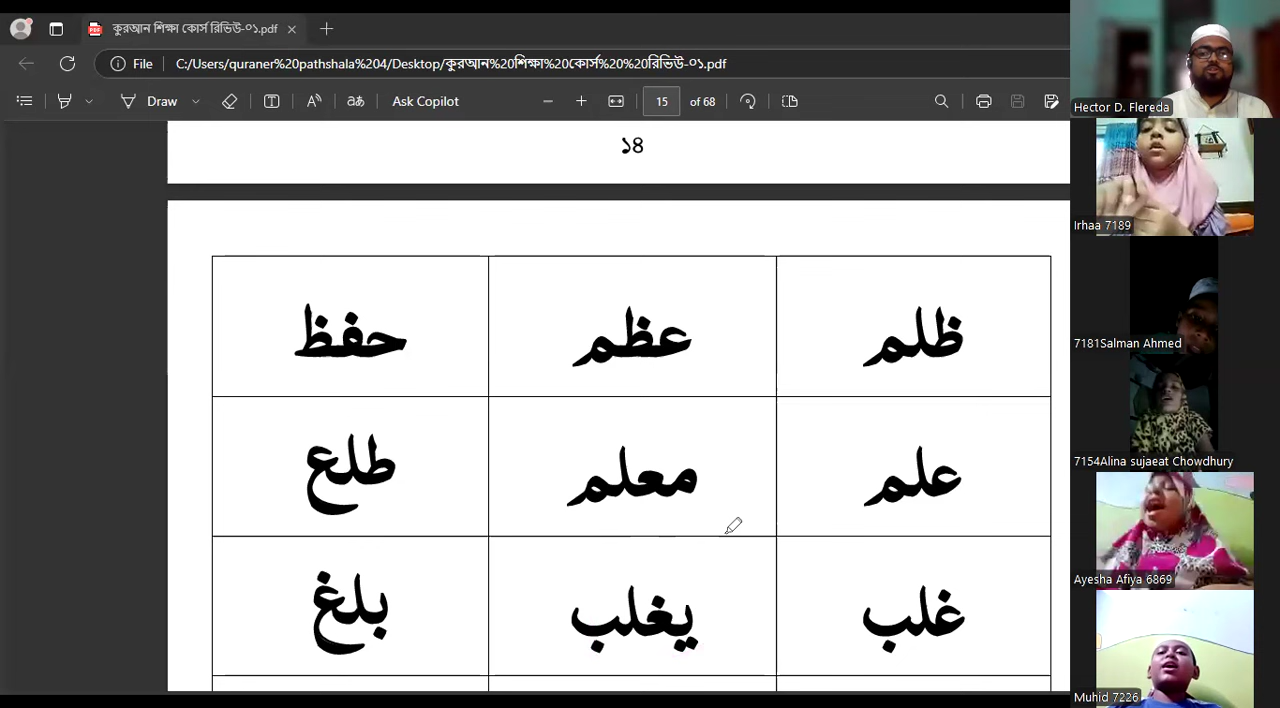 কুরআন শিক্ষা কোর্স রিভিউ-০১.pdf
File C:/Users/quraner%20pathshala%204/Desktop/কুরআন%20শিক্ষা%20কোর্স%20%20রিভিউ-০১.pdf
Draw Ask Copilot 15 of 68
১৪
ظلم عظم حفظ
علم معلم طلع
غلب يغلب بلغ
Hector D. Flereda
Irhaa 7189
7181Salman Ahmed
7154Alina sujaeat Chowdhury
Ayesha Afiya 6869
Muhid 7226